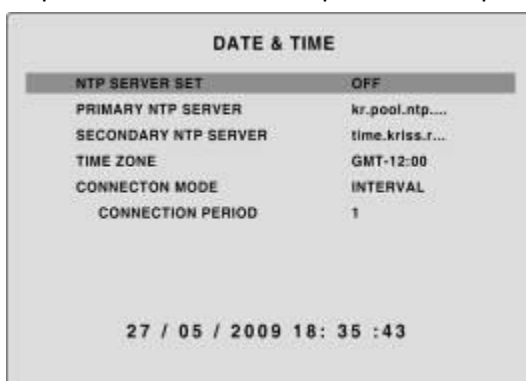 DATE & TIME
NTP SERVER SET OFF
PRIMARY NTP SERVER kr.pool.ntp....
SECONDARY NTP SERVER time.kriss.r...
TIME ZONE GMT-12:00
CONNECTON MODE INTERVAL
CONNECTION PERIOD 1
27 / 05 / 2009 18: 35 :43